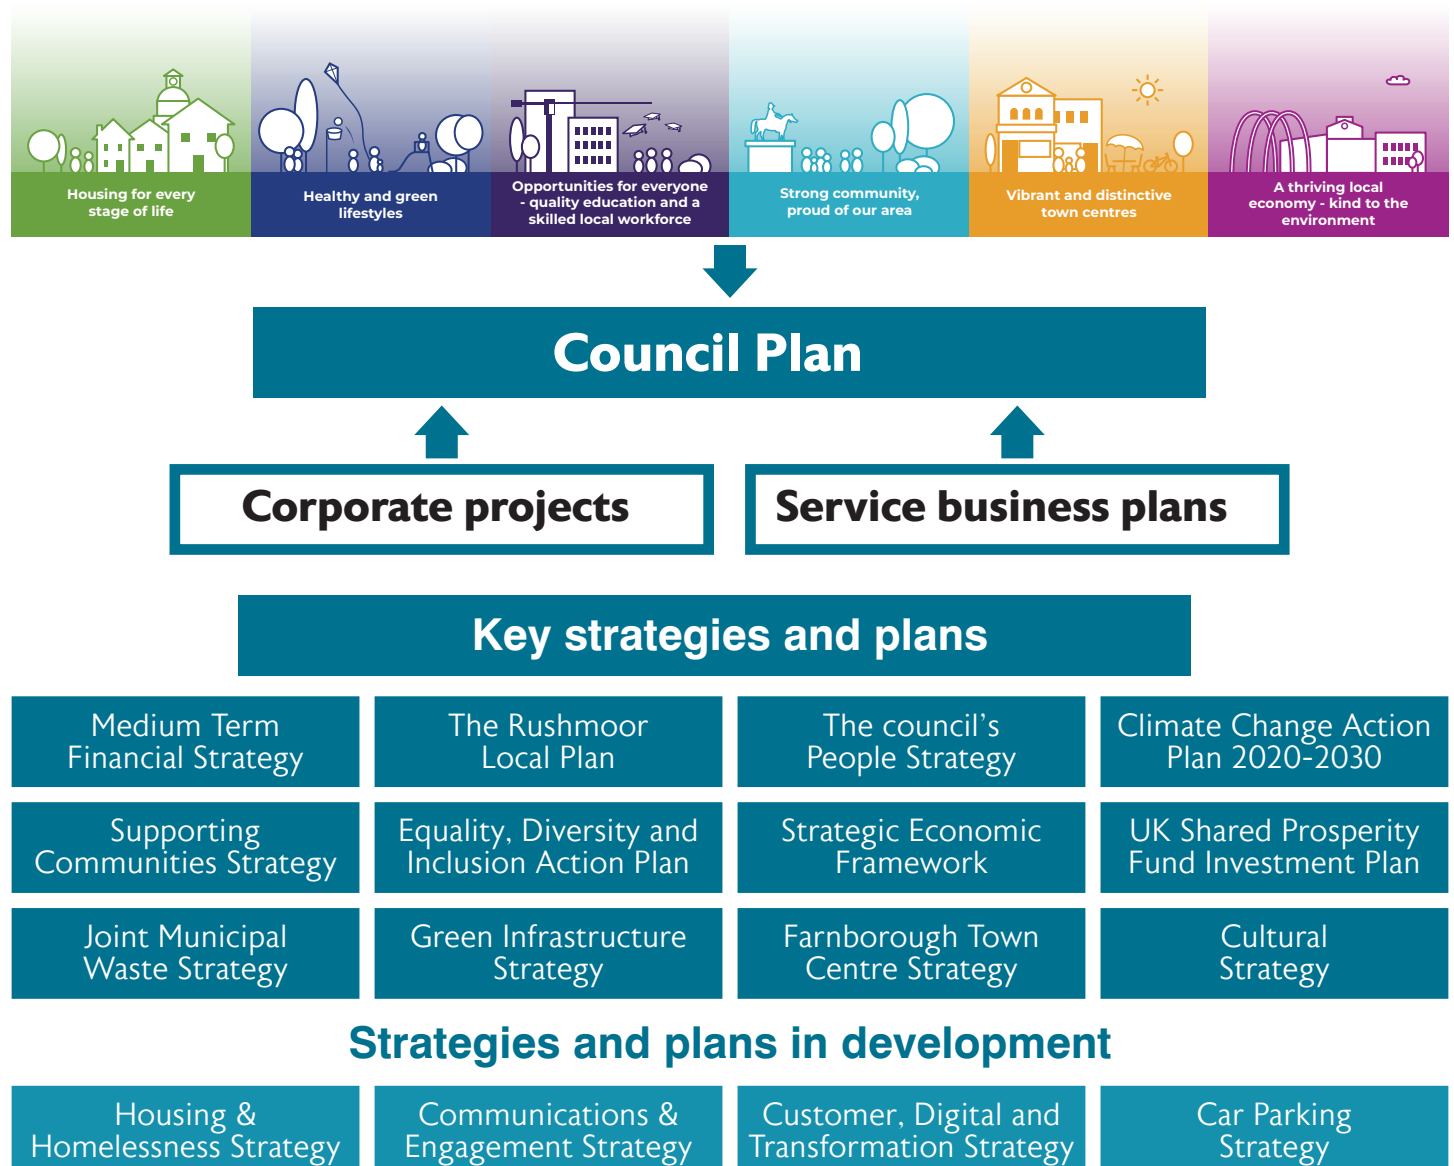 Housing for every
stage of life
Healthy and green
lifestyles
Opportunities for everyone
- quality education and a
skilled local workforce
Strong community,
proud of our area
Vibrant and distinctive
town centres
A thriving local
economy - kind to the
environment
Council Plan
Corporate projects
Service business plans
Key strategies and plans
Medium Term
Financial Strategy
The Rushmoor
Local Plan
The council's
People Strategy
Climate Change Action
Plan 2020-2030
Supporting
Communities Strategy
Equality, Diversity and
Inclusion Action Plan
Strategic Economic
Framework
UK Shared Prosperity
Fund Investment Plan
Joint Municipal
Waste Strategy
Green Infrastructure
Strategy
Farnborough Town
Centre Strategy
Cultural
Strategy
Strategies and plans in development
Housing &
Homelessness Strategy
Communications &
Engagement Strategy
Customer, Digital and
Transformation Strategy
Car Parking
Strategy